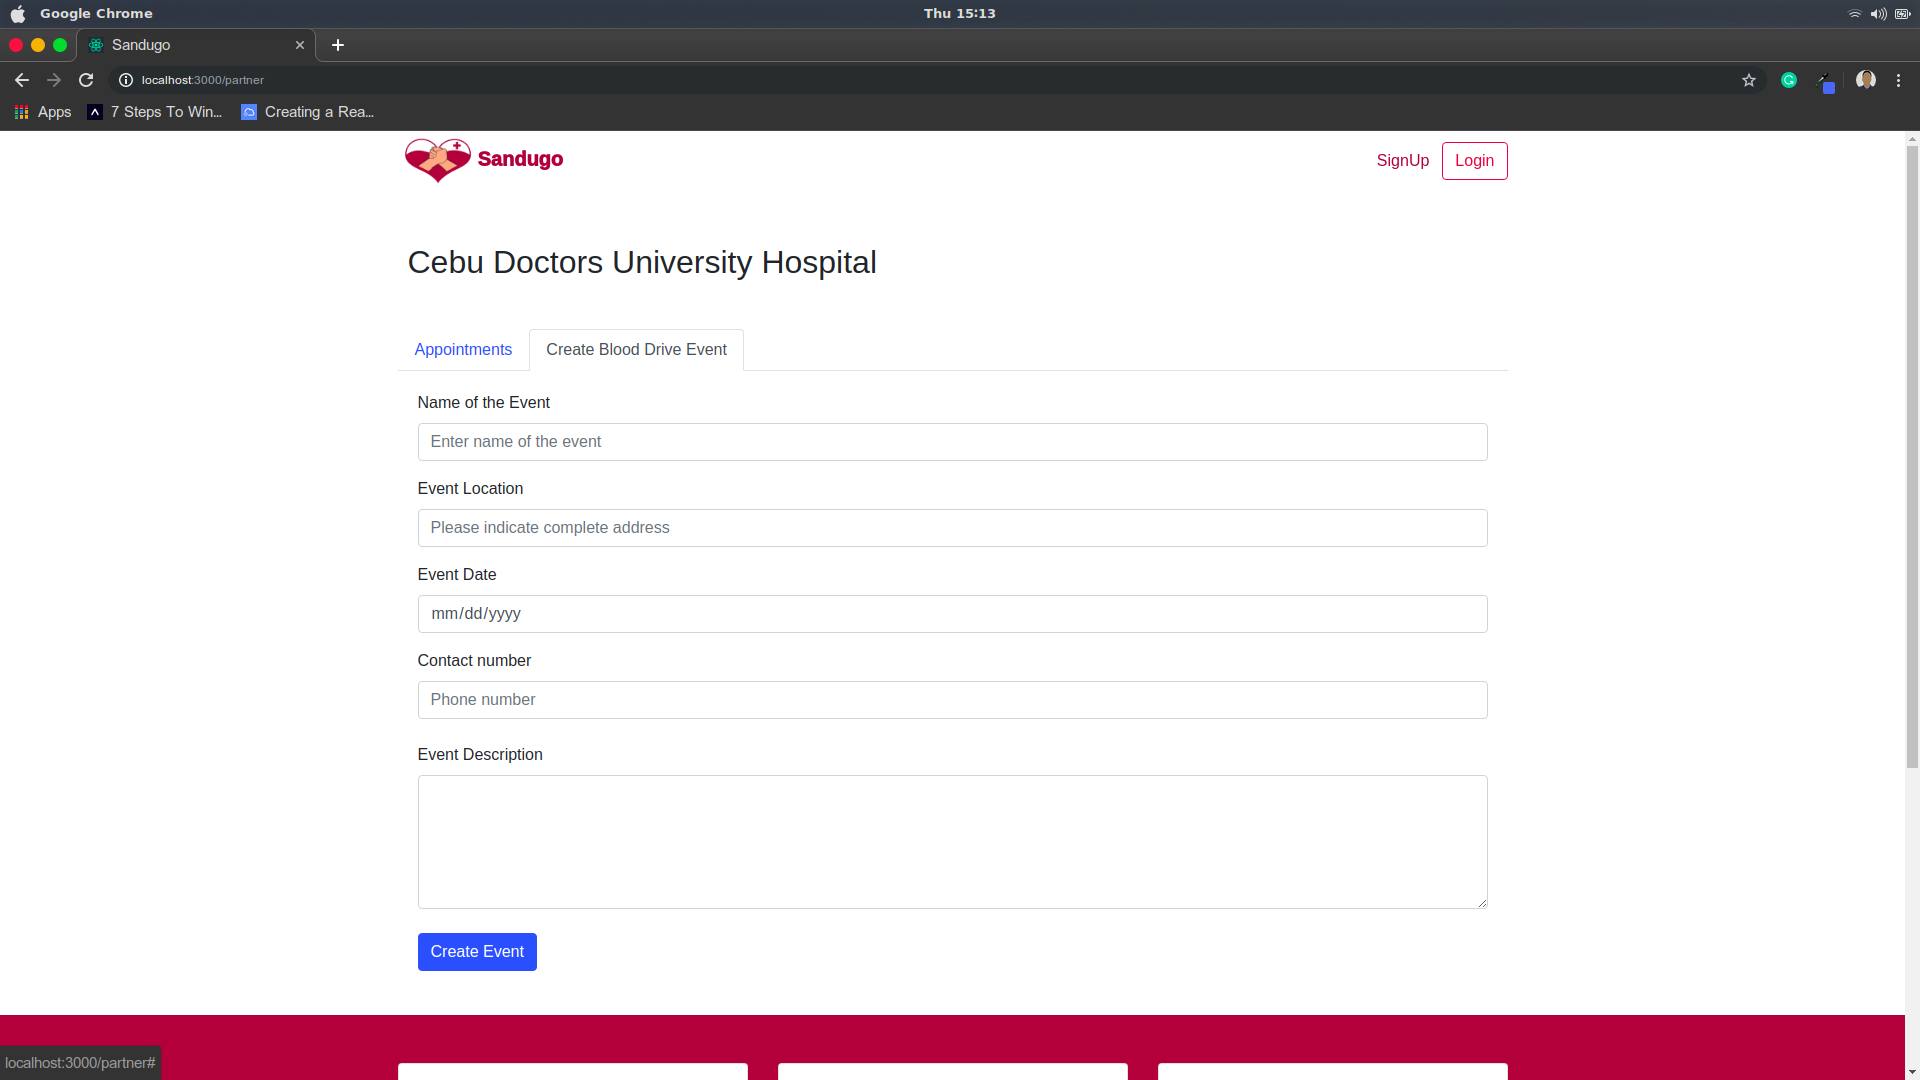 Google Chrome
Thu 15:13
Sandugo
localhost:3000/partner
Apps
7 Steps To Win...
Creating a Rea...
Sandugo
SignUp
Login
Cebu Doctors University Hospital
Appointments
Create Blood Drive Event
Name of the Event
Enter name of the event
Event Location
Please indicate complete address
Event Date
mm/dd/yyyy
Contact number
Phone number
Event Description
Create Event
localhost:3000/partner#